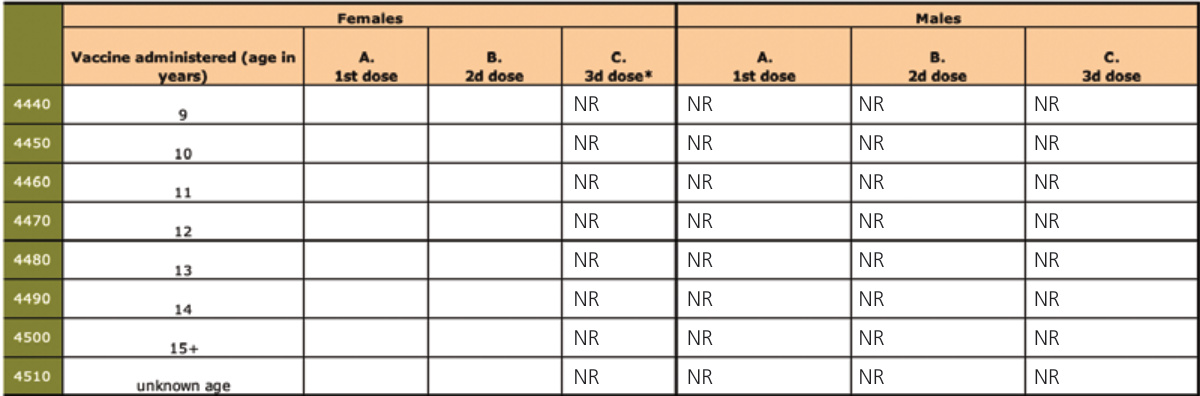 Females Males
Vaccine administered (age in years) A. 1st dose B. 2d dose C. 3d dose* A. 1st dose B. 2d dose C. 3d dose
4440 9 NR NR NR NR
4450 10 NR NR NR NR
4460 11 NR NR NR NR
4470 12 NR NR NR NR
4480 13 NR NR NR NR
4490 14 NR NR NR NR
4500 15+ NR NR NR NR
4510 unknown age NR NR NR NR